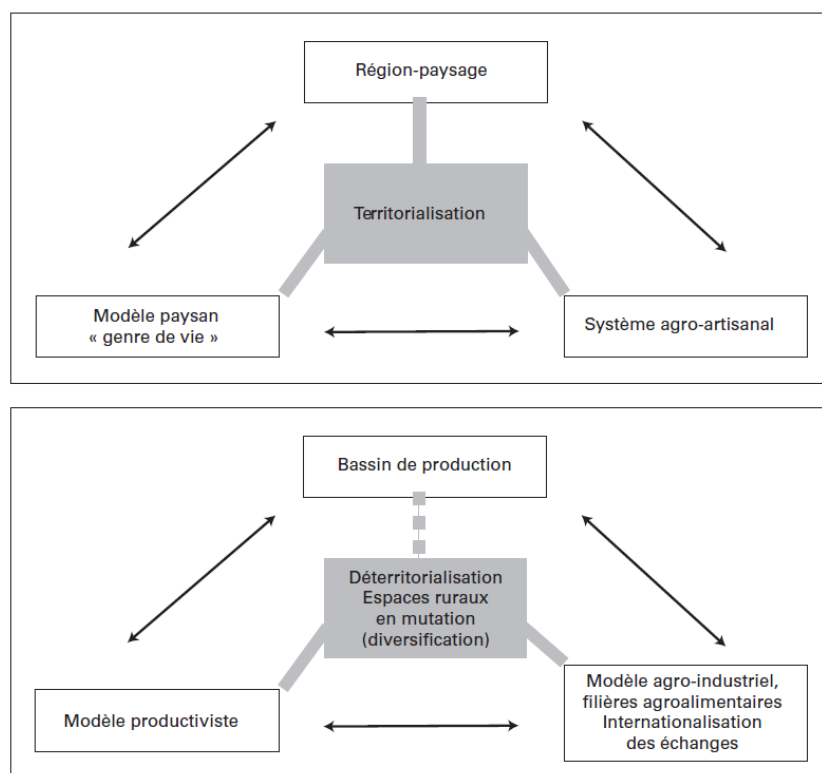 Région-paysage
Territorialisation
Modèle paysan
« genre de vie »
Système agro-artisanal
Bassin de production
Déterritorialisation
Espaces ruraux
en mutation
(diversification)
Modèle productiviste
Modèle agro-industriel,
filières agroalimentaires
Internationalisation
des échanges